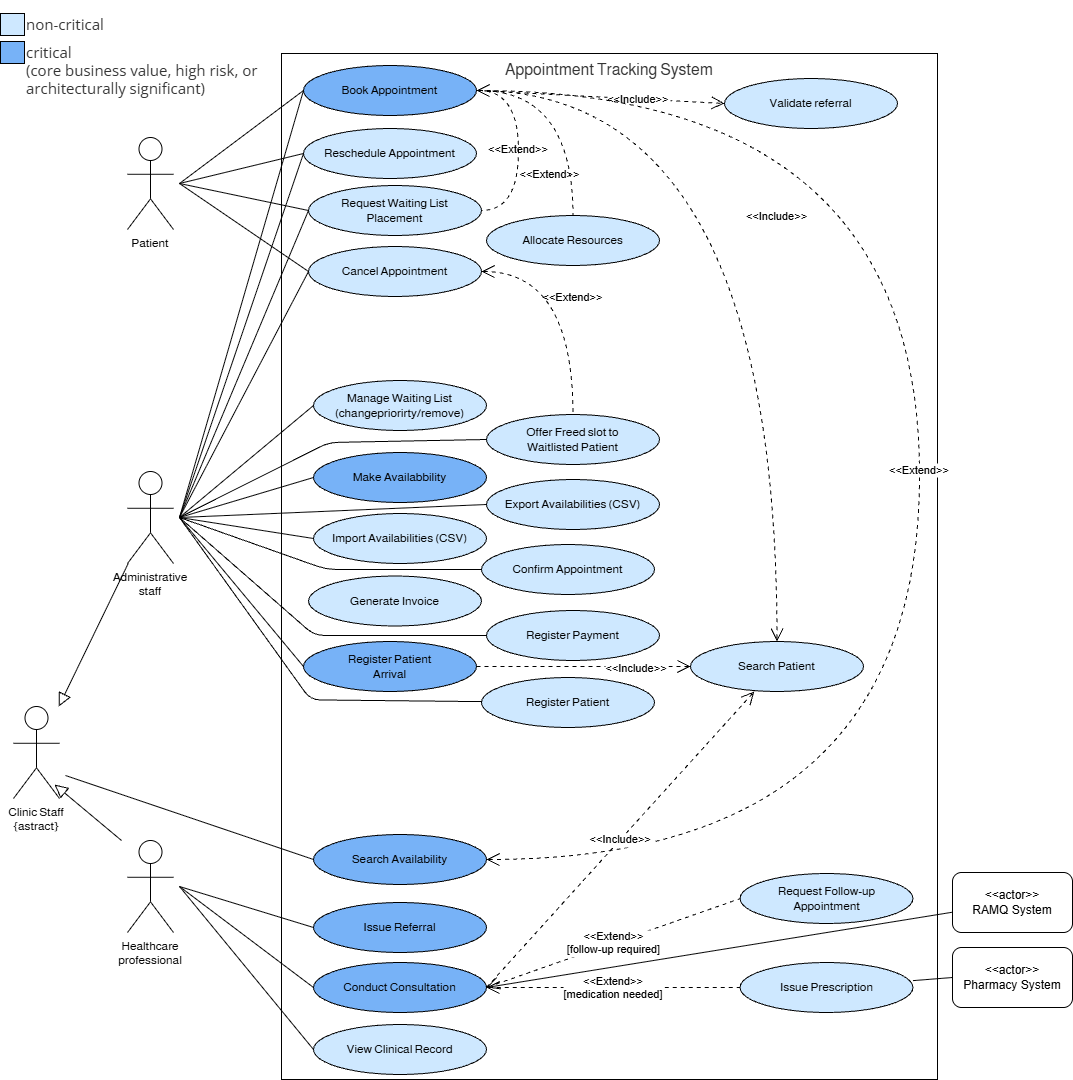 non-critical
critical
(core business value, high risk, or
architecturally significant)
Appointment Tracking System
Book Appointment
<<Include>>
Validate referral
Reschedule Appointment
<<Extend>>
<<Extend>>
Request Waiting List
Placement
<<Include>>
Patient
Allocate Resources
Cancel Appointment
<<Extend>>
Manage Waiting List
(changepriorirty/remove)
Offer Freed slot to
Waitlisted Patient
Make Availabbility
<<Extend>>
Export Availabilities (CSV)
Import Availabilities (CSV)
Confirm Appointment
Administrative
staff
Generate Invoice
Register Payment
Register Patient
Arrival
<<Include>>
Search Patient
Register Patient
Clinic Staff
{astract}
<<Include>>
Search Availability
Request Follow-up
Appointment
<<actor>>
RAMQ System
Issue Referral
Healthcare
professional
<<Extend>>
[follow-up required]
Conduct Consultation
<<Extend>>
[medication needed]
Issue Prescription
<<actor>>
Pharmacy System
View Clinical Record